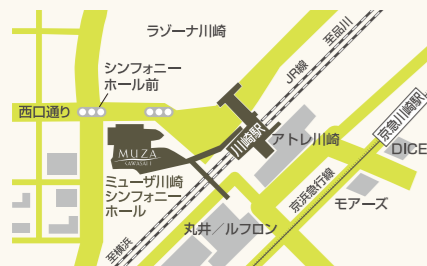 ラゾーナ川崎
至品川
シンフォニー
ホール前
JR線
西口通り
京急川崎駅
川崎駅
アトレ川崎
MUZA
KAWASAKI
DICE
ミューザ川崎
シンフォニー
ホール
京浜急行線
モアーズ
丸井／ルフロン
至横浜